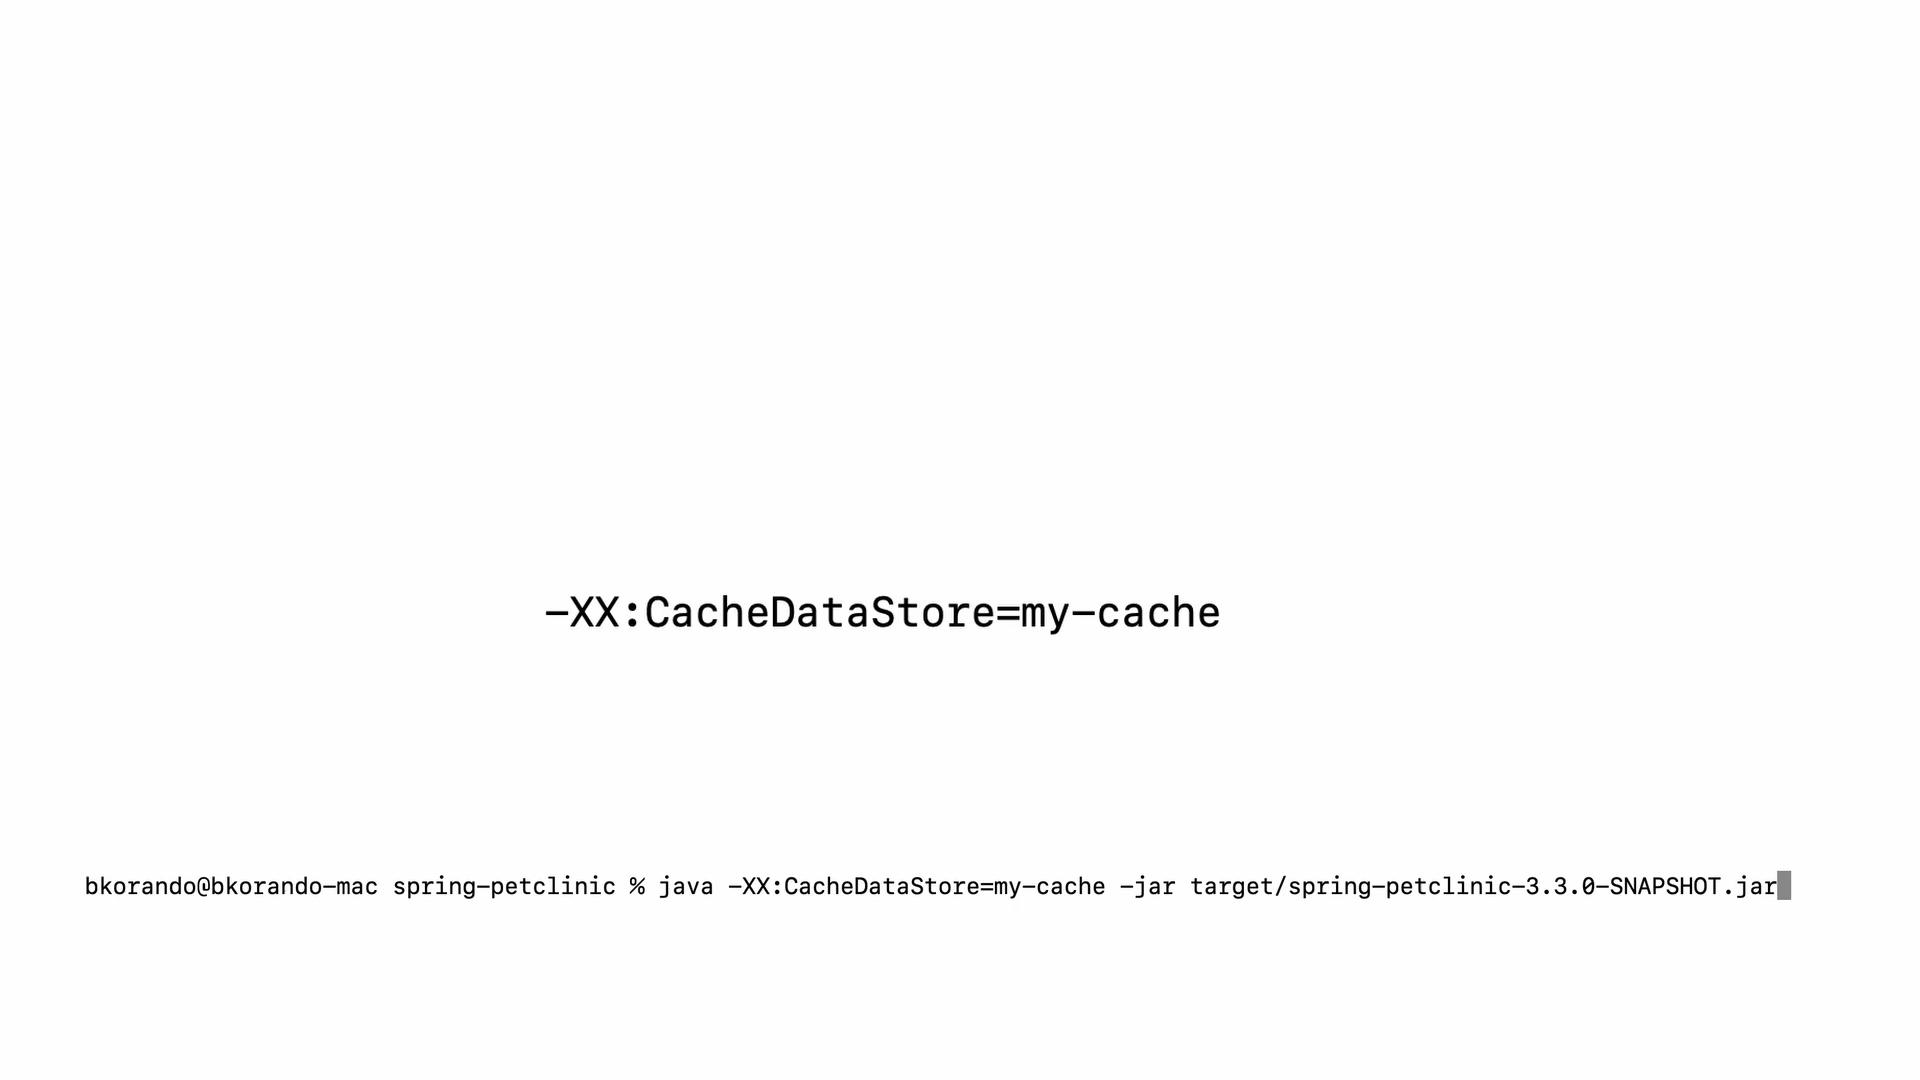 -XX:CacheDataStore=my-cache
bkorando@bkorando-mac spring-petclinic % java -XX:CacheDataStore=my-cache -jar target/spring-petclinic-3.3.0-SNAPSHOT.jar